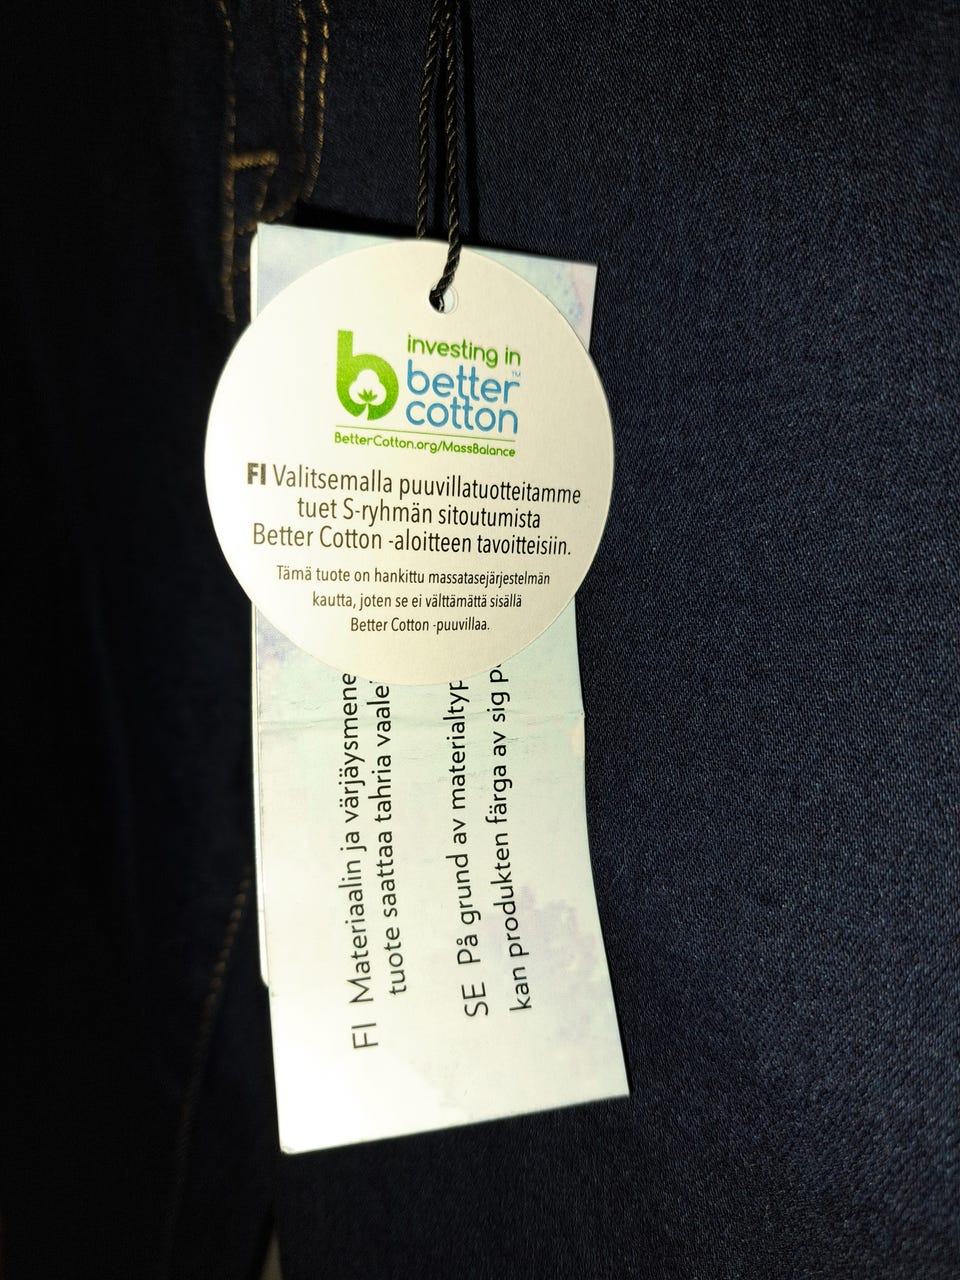 investing in
better™
cotton
BetterCotton.org/MassBalance
FI Valitsemalla puuvillatuotteitamme
tuet S-ryhmän sitoutumista
Better Cotton -aloitteen tavoitteisiin.
Tämä tuote on hankittu massatasejärjestelmän
kautta, joten se ei välttämättä sisällä
Better Cotton -puuvillaa.
FI Materiaalin ja värjäysmene
tuote saattaa tahria vaale
SE På grund av materialtyp
kan produkten färga av sig p